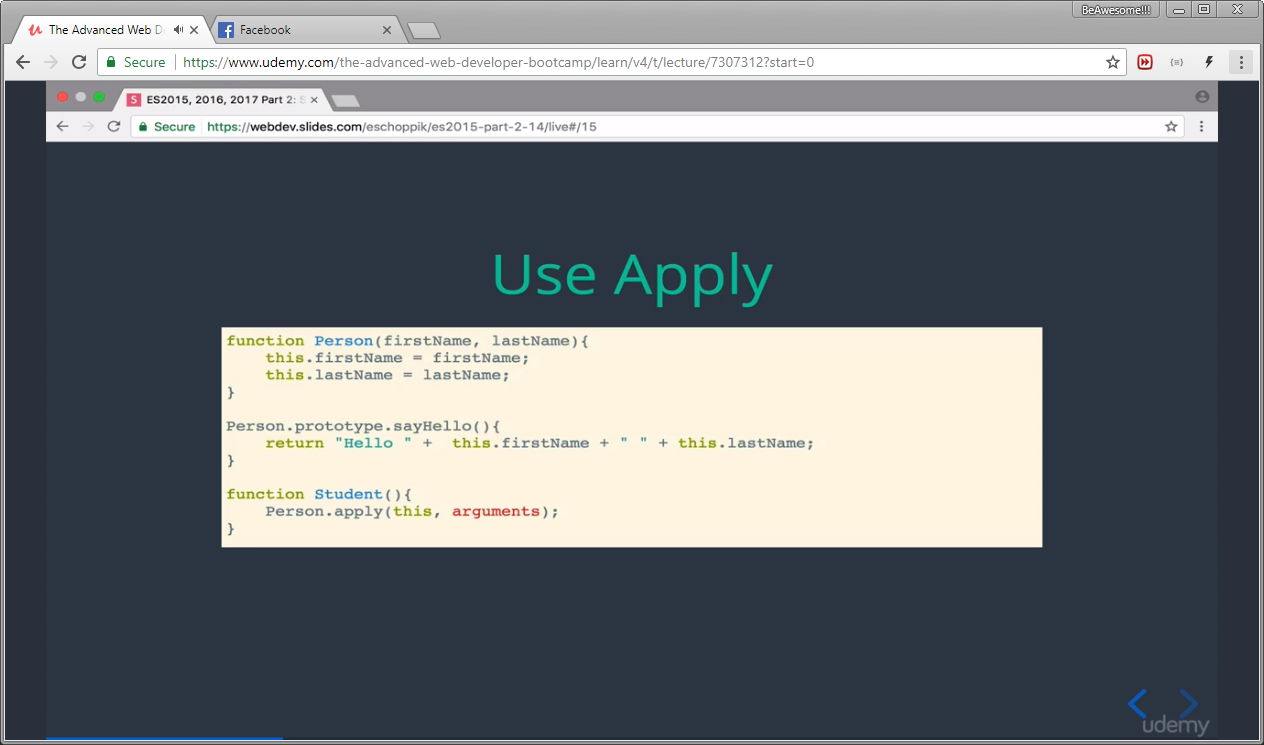 BeAwesome!!!
The Advanced Web D
Facebook
Secure
https://www.udemy.com/the-advanced-web-developer-bootcamp/learn/v4/t/lecture/7307312?start=0
ES2015, 2016, 2017 Part 2: S
Secure
https://webdev.slides.com/eschoppik/es2015-part-2-14/live#/15
Use Apply
function Person(firstName, lastName){
    this.firstName = firstName;
    this.lastName = lastName;
}
Person.prototype.sayHello(){
    return "Hello " +  this.firstName + " " + this.lastName;
}
function Student(){
    Person.apply(this, arguments);
}
udemy